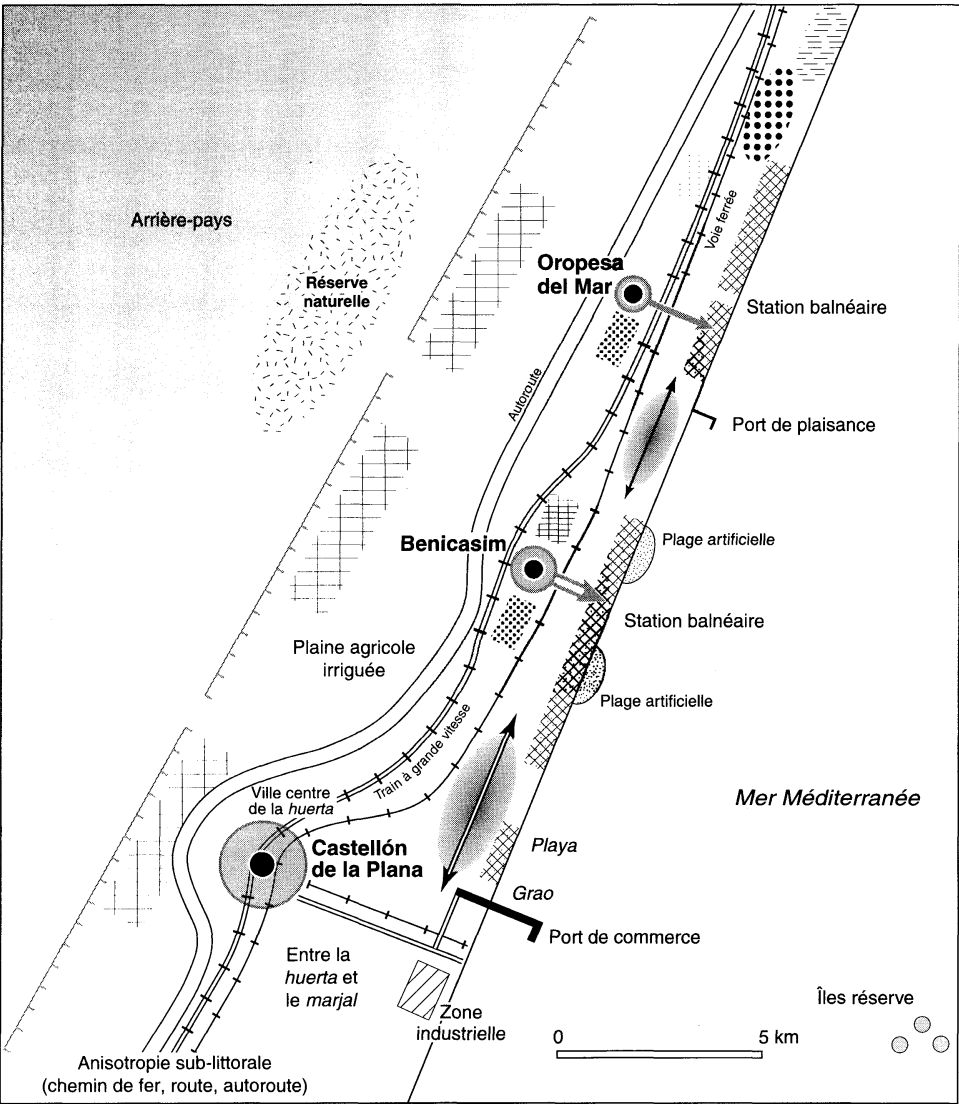 Arrière-pays
Réserve
naturelle
Oropesa
del Mar
Voie ferrée
Station balnéaire
Autoroute
Port de plaisance
Benicasim
Plage artificielle
Station balnéaire
Plaine agricole
irriguée
Plage artificielle
Train à grande vitesse
Ville centre
de la huerta
Mer Méditerranée
Castellón
de la Plana
Playa
Grao
Port de commerce
Entre la
huerta et
le marjal
Zone
industrielle
Îles réserve
0 5 km
Anisotropie sub-littorale
(chemin de fer, route, autoroute)